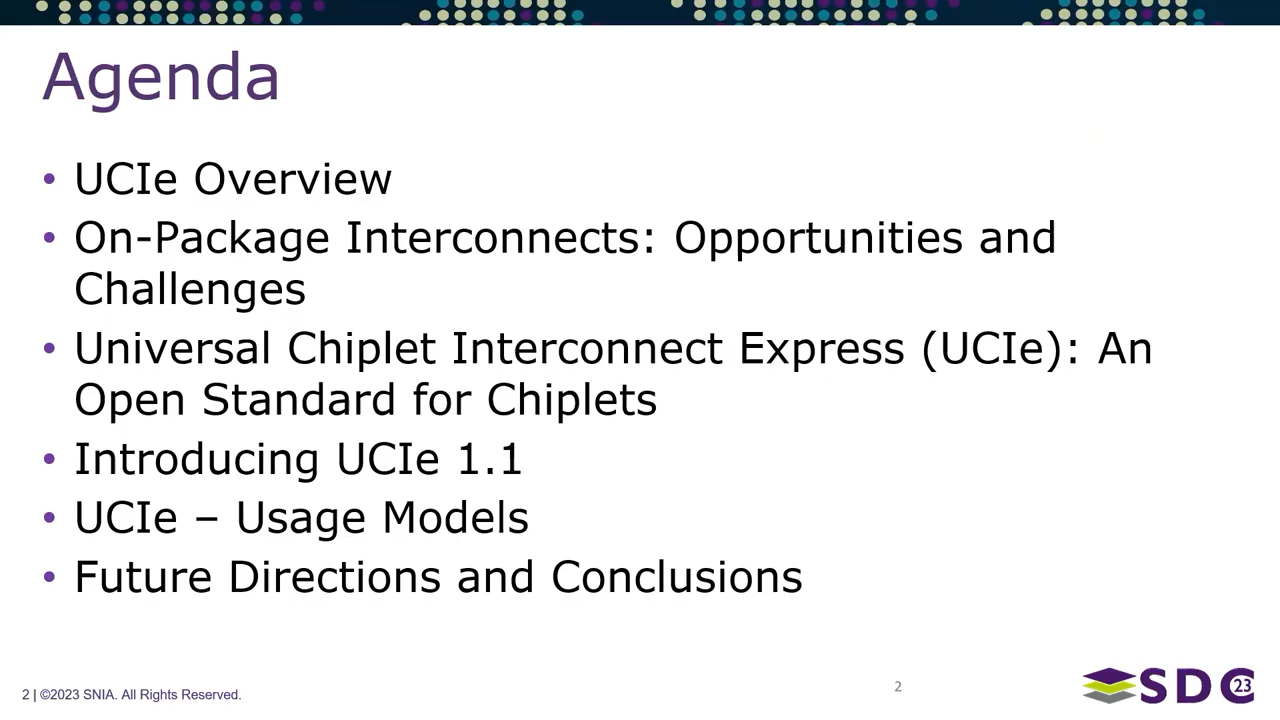 Agenda
• UCIe Overview
• On-Package Interconnects: Opportunities and
Challenges
• Universal Chiplet Interconnect Express (UCIe): An
Open Standard for Chiplets
• Introducing UCIe 1.1
• UCIe – Usage Models
• Future Directions and Conclusions
2 | ©2023 SNIA. All Rights Reserved.
2
SDC 23